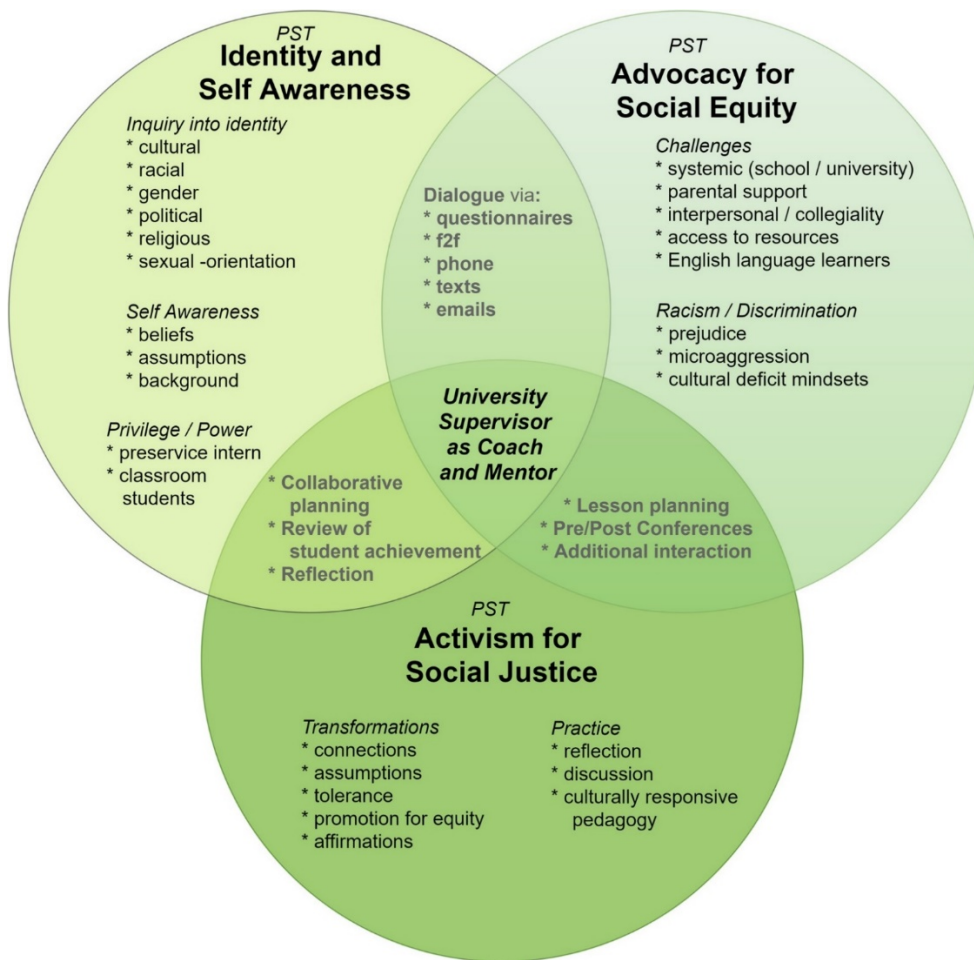 PST
Identity and
Self Awareness
Inquiry into identity
* cultural
* racial
* gender
* political
* religious
* sexual -orientation
Self Awareness
* beliefs
* assumptions
* background
Privilege / Power
* preservice intern
* classroom
students
PST
Advocacy for
Social Equity
Challenges
* systemic (school / university)
* parental support
* interpersonal / collegiality
* access to resources
* English language learners
Racism / Discrimination
* prejudice
* microaggression
* cultural deficit mindsets
Dialogue via:
* questionnaires
* f2f
* phone
* texts
* emails
University
Supervisor
as Coach
and Mentor
* Collaborative
planning
* Review of
student achievement
* Reflection
* Lesson planning
* Pre/Post Conferences
* Additional interaction
PST
Activism for
Social Justice
Transformations
* connections
* assumptions
* tolerance
* promotion for equity
* affirmations
Practice
* reflection
* discussion
* culturally responsive
pedagogy